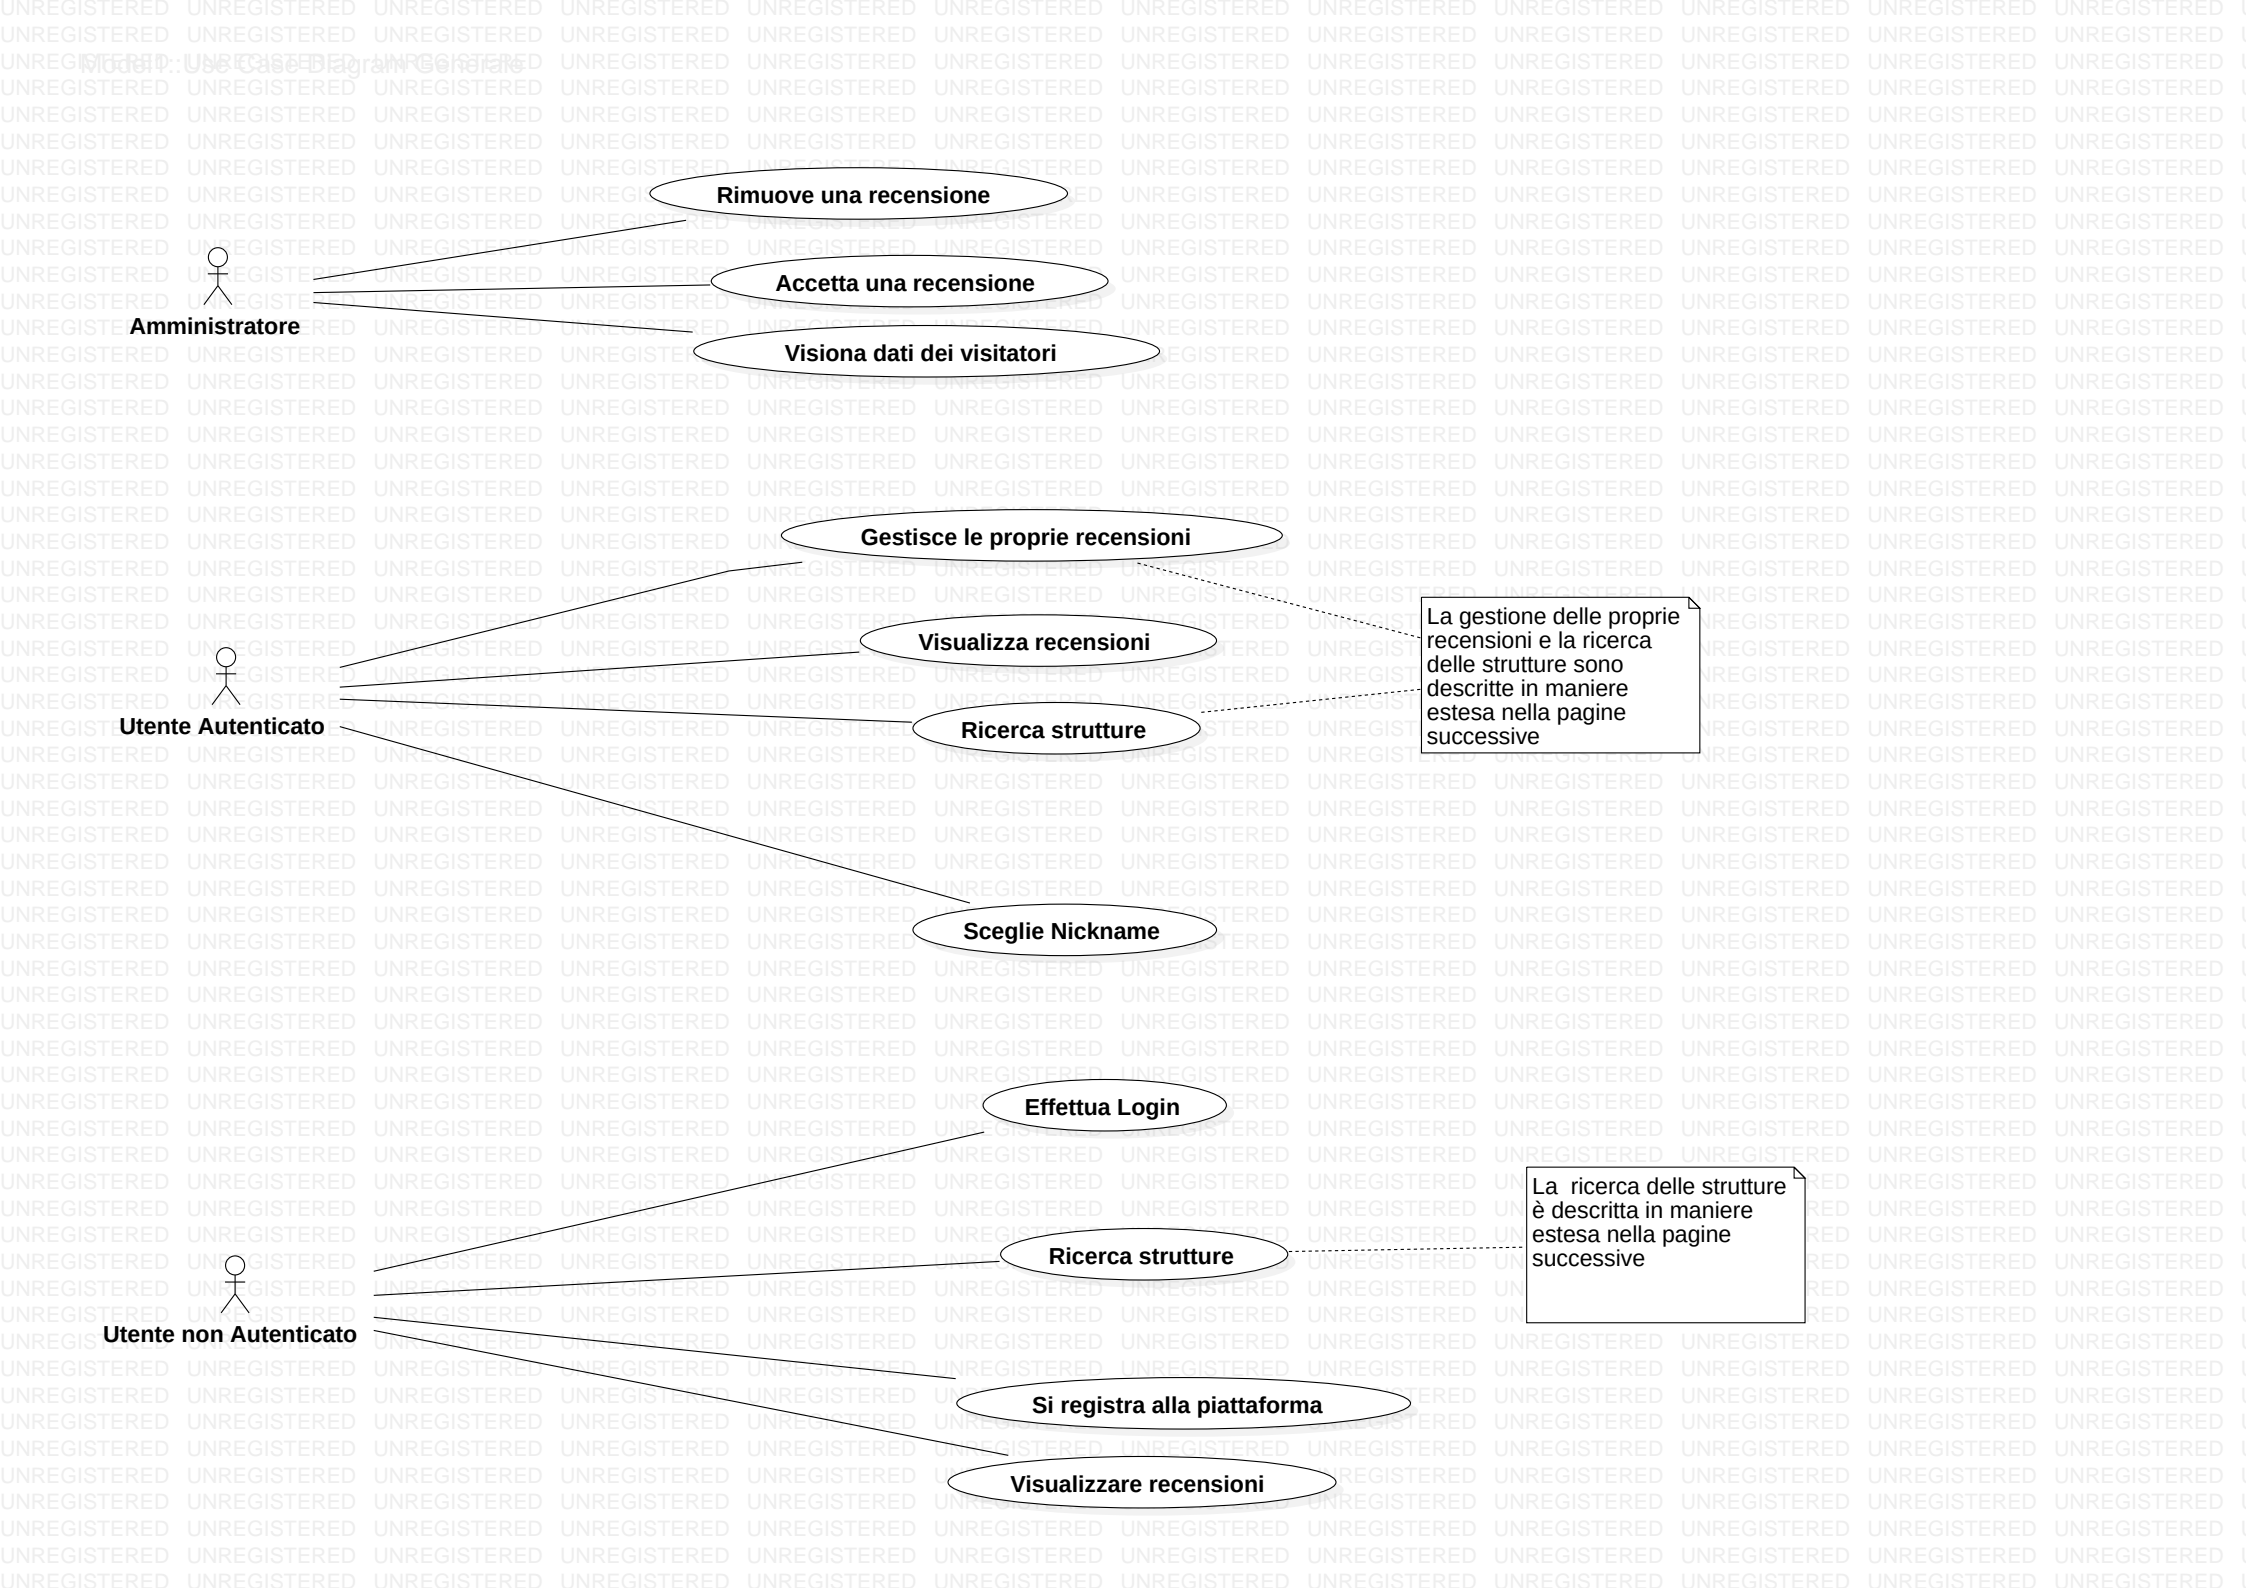 Model1::Use Case Diagram Generale
Rimuove una recensione
Accetta una recensione
Amministratore
Visiona dati dei visitatori
Gestisce le proprie recensioni
Visualizza recensioni
La gestione delle proprie
recensioni e la ricerca
delle strutture sono
descritte in maniere
estesa nella pagine
successive
Utente Autenticato
Ricerca strutture
Sceglie Nickname
Effettua Login
La  ricerca delle strutture
è descritta in maniere
estesa nella pagine
successive
Ricerca strutture
Utente non Autenticato
Si registra alla piattaforma
Visualizzare recensioni
UNREGISTERED